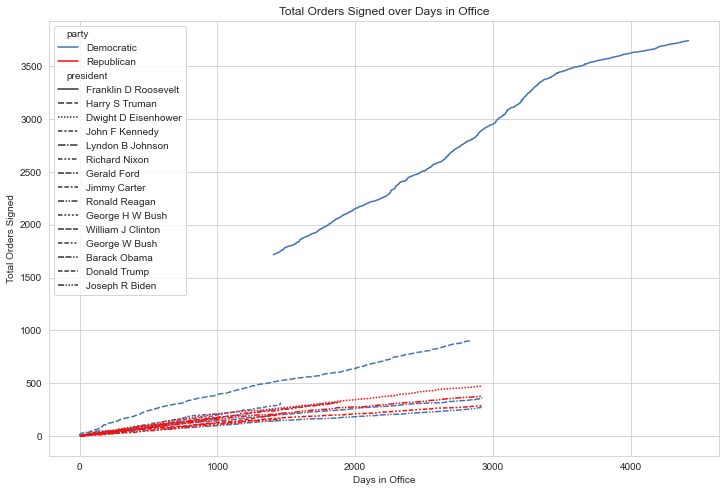 Total Orders Signed over Days in Office
party
Democratic
Republican
president
Franklin D Roosevelt
Harry S Truman
Dwight D Eisenhower
John F Kennedy
Lyndon B Johnson
Richard Nixon
Gerald Ford
Jimmy Carter
Ronald Reagan
George H W Bush
William J Clinton
George W Bush
Barack Obama
Donald Trump
Joseph R Biden
Total Orders Signed
3500
3000
2500
2000
1500
1000
500
0
0 1000 2000 3000 4000
Days in Office